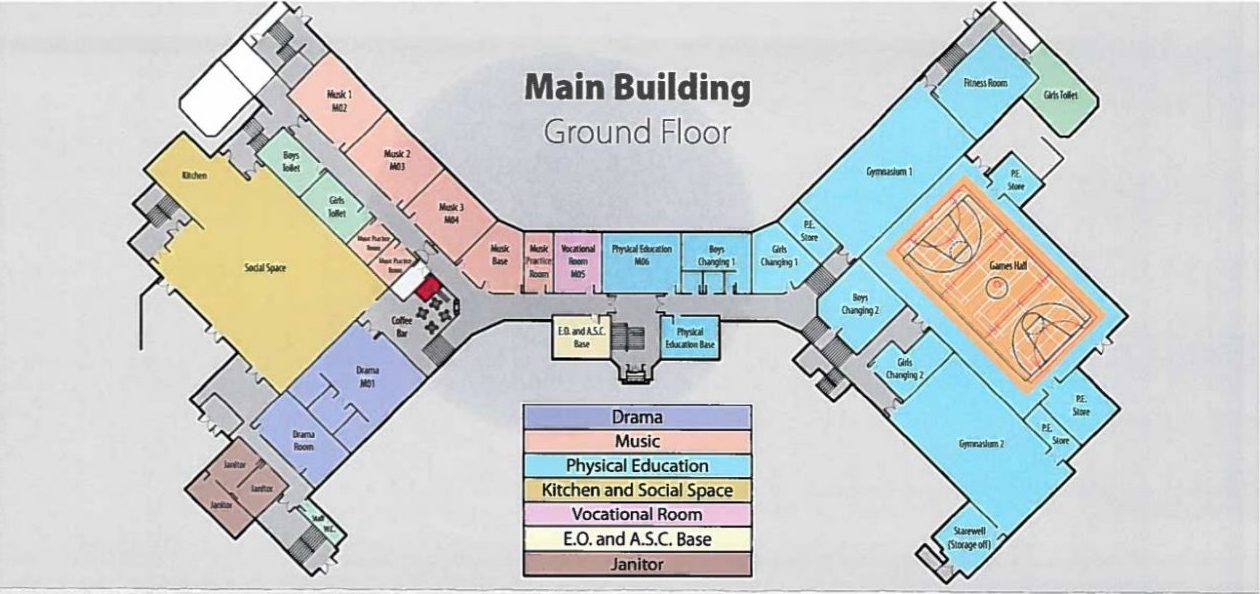 Main Building
Ground Floor
Music 1
M02
Music 2
M03
Music 3
M04
Music
Base
Music
Practice
Room
Vocational
Room
M05
Physical Education
M06
Boys
Changing 1
Girls
Changing 1
P.E.
Store
Gymnasium 1
Fitness Room
Girls Toilet
P.E.
Store
Games Hall
Boys
Changing 2
Girls
Changing 2
Gymnasium 2
P.E.
Store
P.E.
Store
Starewell
(Storage off)
Kitchen
Boys
Toilet
Girls
Toilet
Music Practice
Room
Music Practice
Room
Social Space
Coffee
Bar
Drama
M01
Drama
Room
Janitor
Janitor
Janitor
Staff
W.C.
E.O. and A.S.C.
Base
Physical
Education Base
Drama
Music
Physical Education
Kitchen and Social Space
Vocational Room
E.O. and A.S.C. Base
Janitor